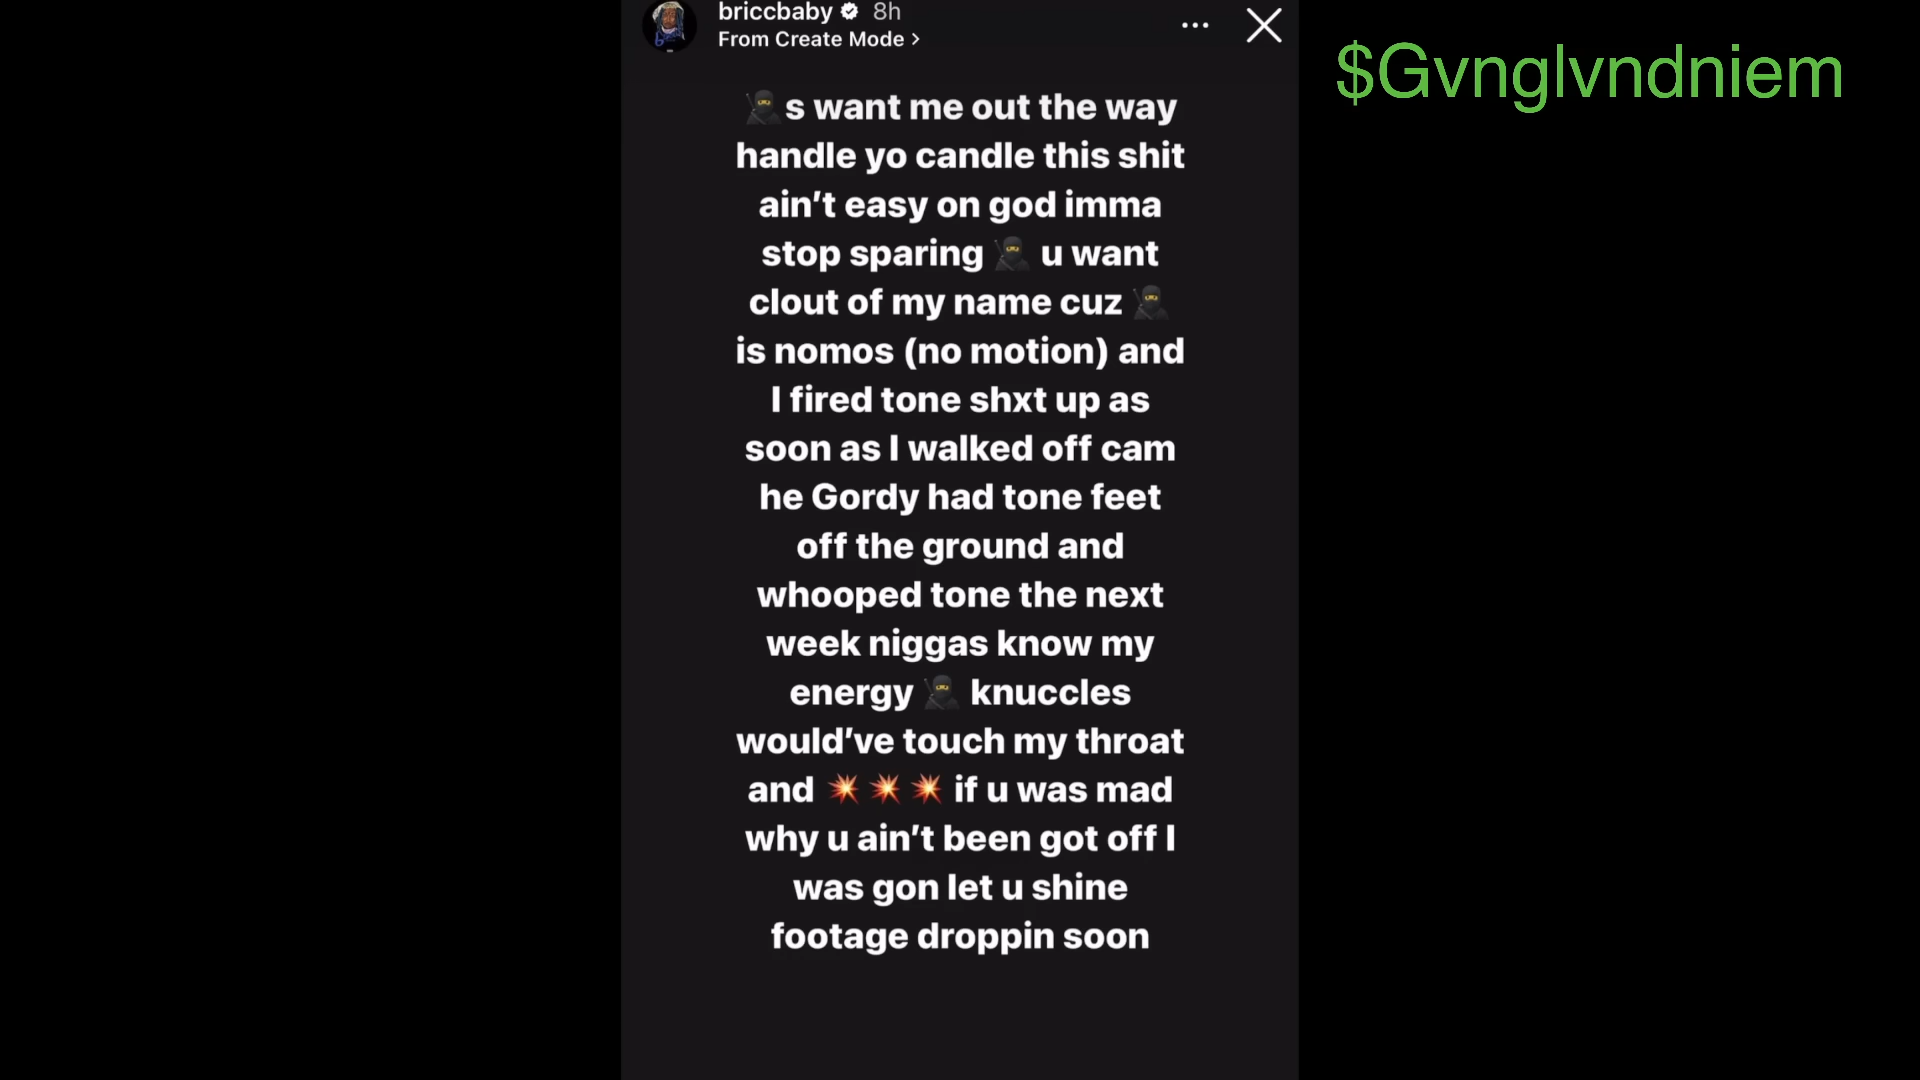 briccbaby 8h
From Create Mode >
$Gvnglvndniem
🥷🏿s want me out the way
handle yo candle this shit
ain’t easy on god imma
stop sparing 🥷🏿 u want
clout of my name cuz 🥷🏿
is nomos (no motion) and
I fired tone shxt up as
soon as I walked off cam
he Gordy had tone feet
off the ground and
whooped tone the next
week niggas know my
energy 🥷🏿 knuccles
would’ve touch my throat
and 💥 💥 💥 if u was mad
why u ain’t been got off I
was gon let u shine
footage droppin soon